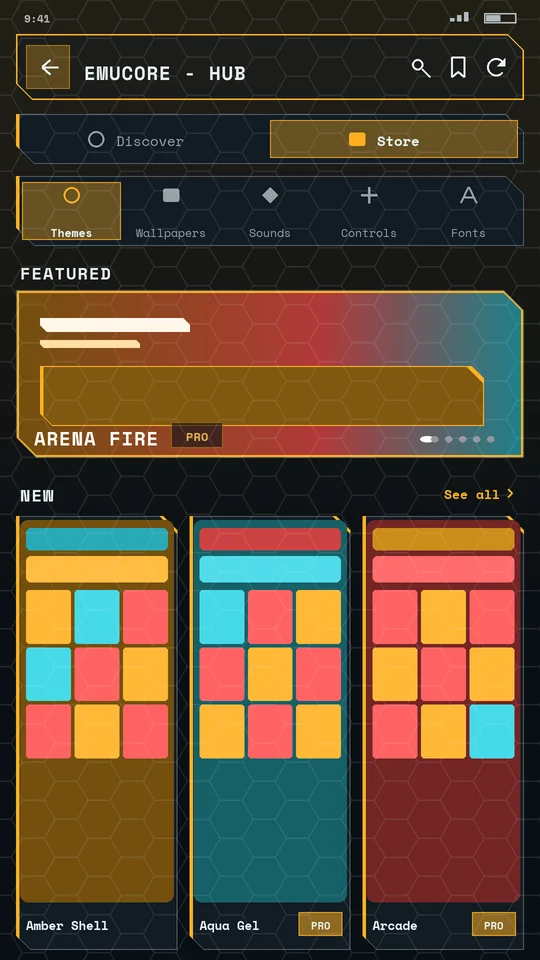 9:41
EMUCORE - HUB
Discover
Store
Themes
Wallpapers
Sounds
Controls
Fonts
FEATURED
ARENA FIRE
PRO
NEW
See all
Amber Shell
Aqua Gel
PRO
Arcade
PRO